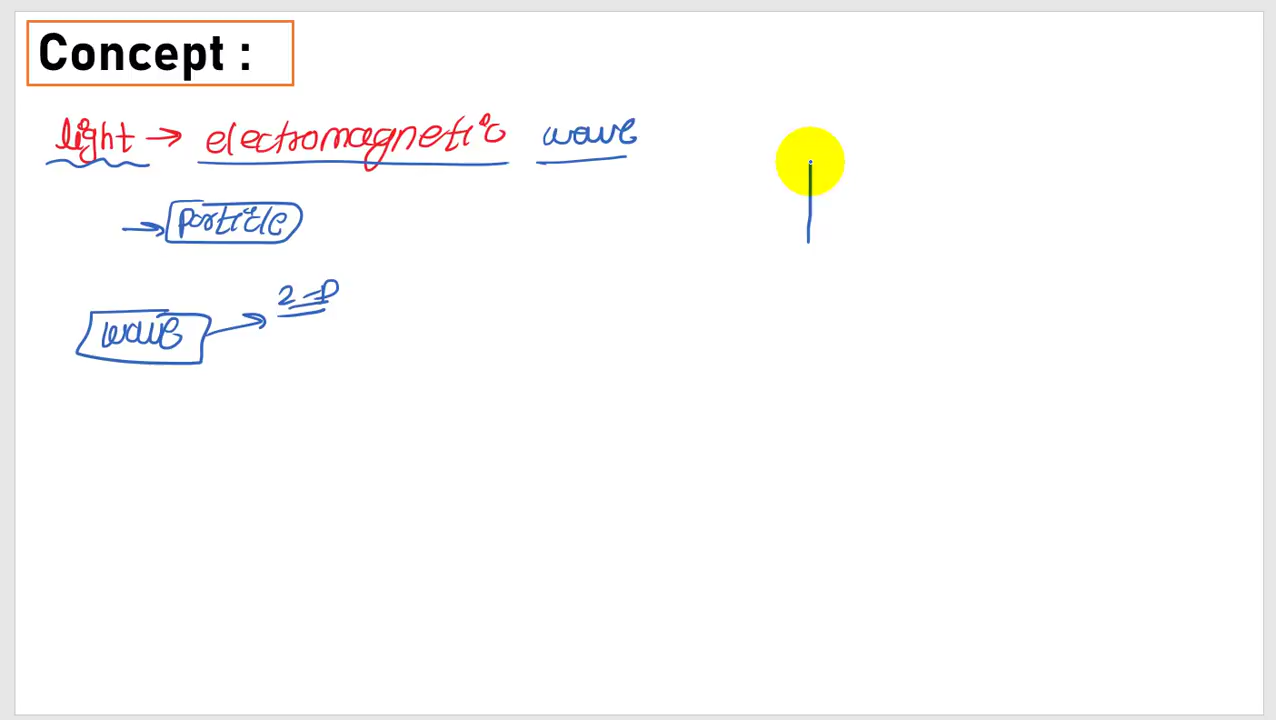 Concept :
light → electromagnetic wave
→ particle
wave → 2-D